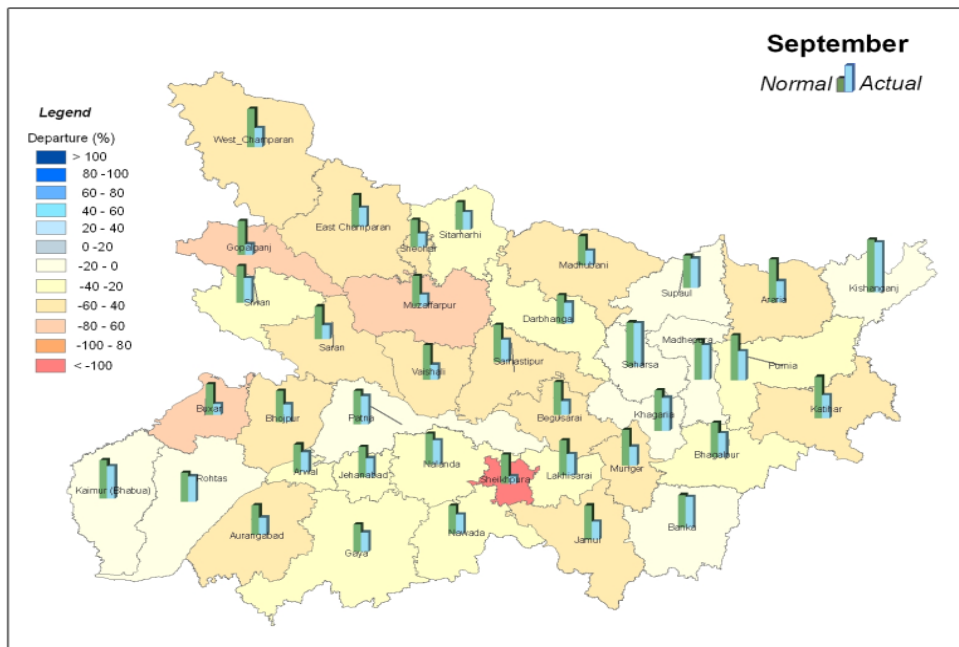 September
Normal Actual
Legend
Departure (%)
> 100
80 -100
60 - 80
40 - 60
20 - 40
0 -20
-20 - 0
-40 -20
-60 - 40
-80 - 60
-100 - 80
< -100
West_Champaran
East Champaran
Sheohar
Sitamarhi
Gopalganj
Madhubani
Siwan
Muzaffarpur
Darbhanga
Supaul
Araria
Kishanganj
Saran
Vaishali
Samastipur
Saharsa
Madhepura
Purnia
Buxar
Bhojpur
Patna
Begusarai
Khagaria
Katihar
Kaimur (Bhabua)
Rohtas
Arwal
Jehanabad
Nalanda
Sheikhpura
Lakhisarai
Munger
Bhagalpur
Aurangabad
Gaya
Nawada
Jamui
Banka